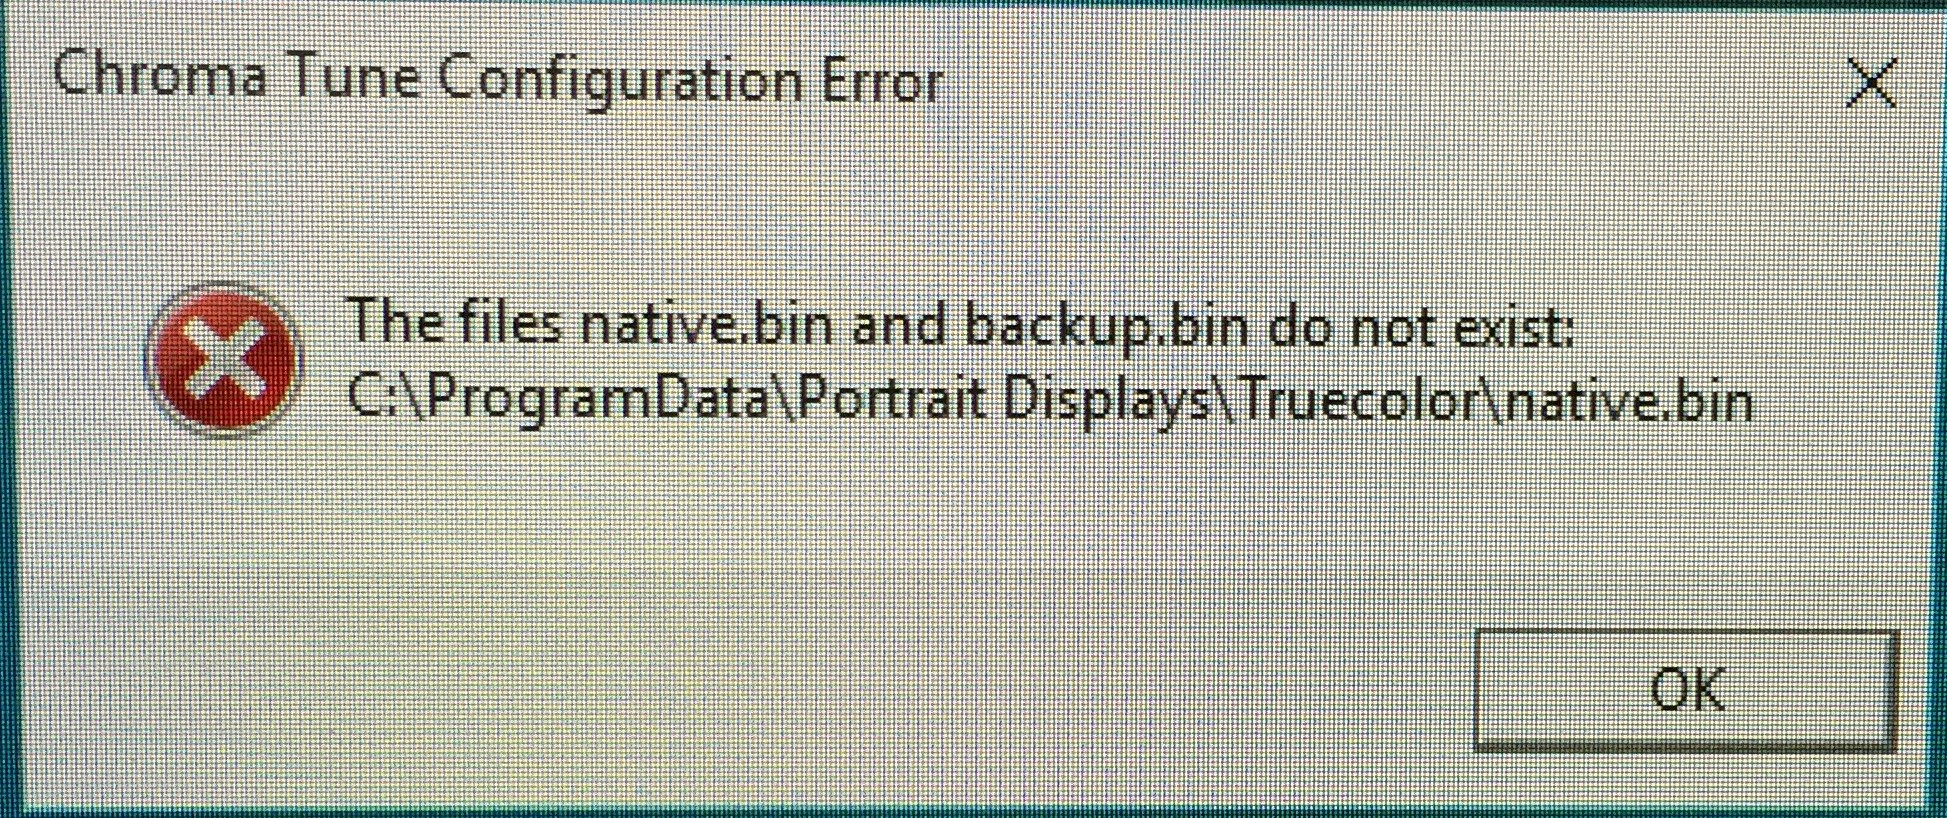 Chroma Tune Configuration Error
The files native.bin and backup.bin do not exist:
C:\ProgramData\Portrait Displays\Truecolor\native.bin
OK